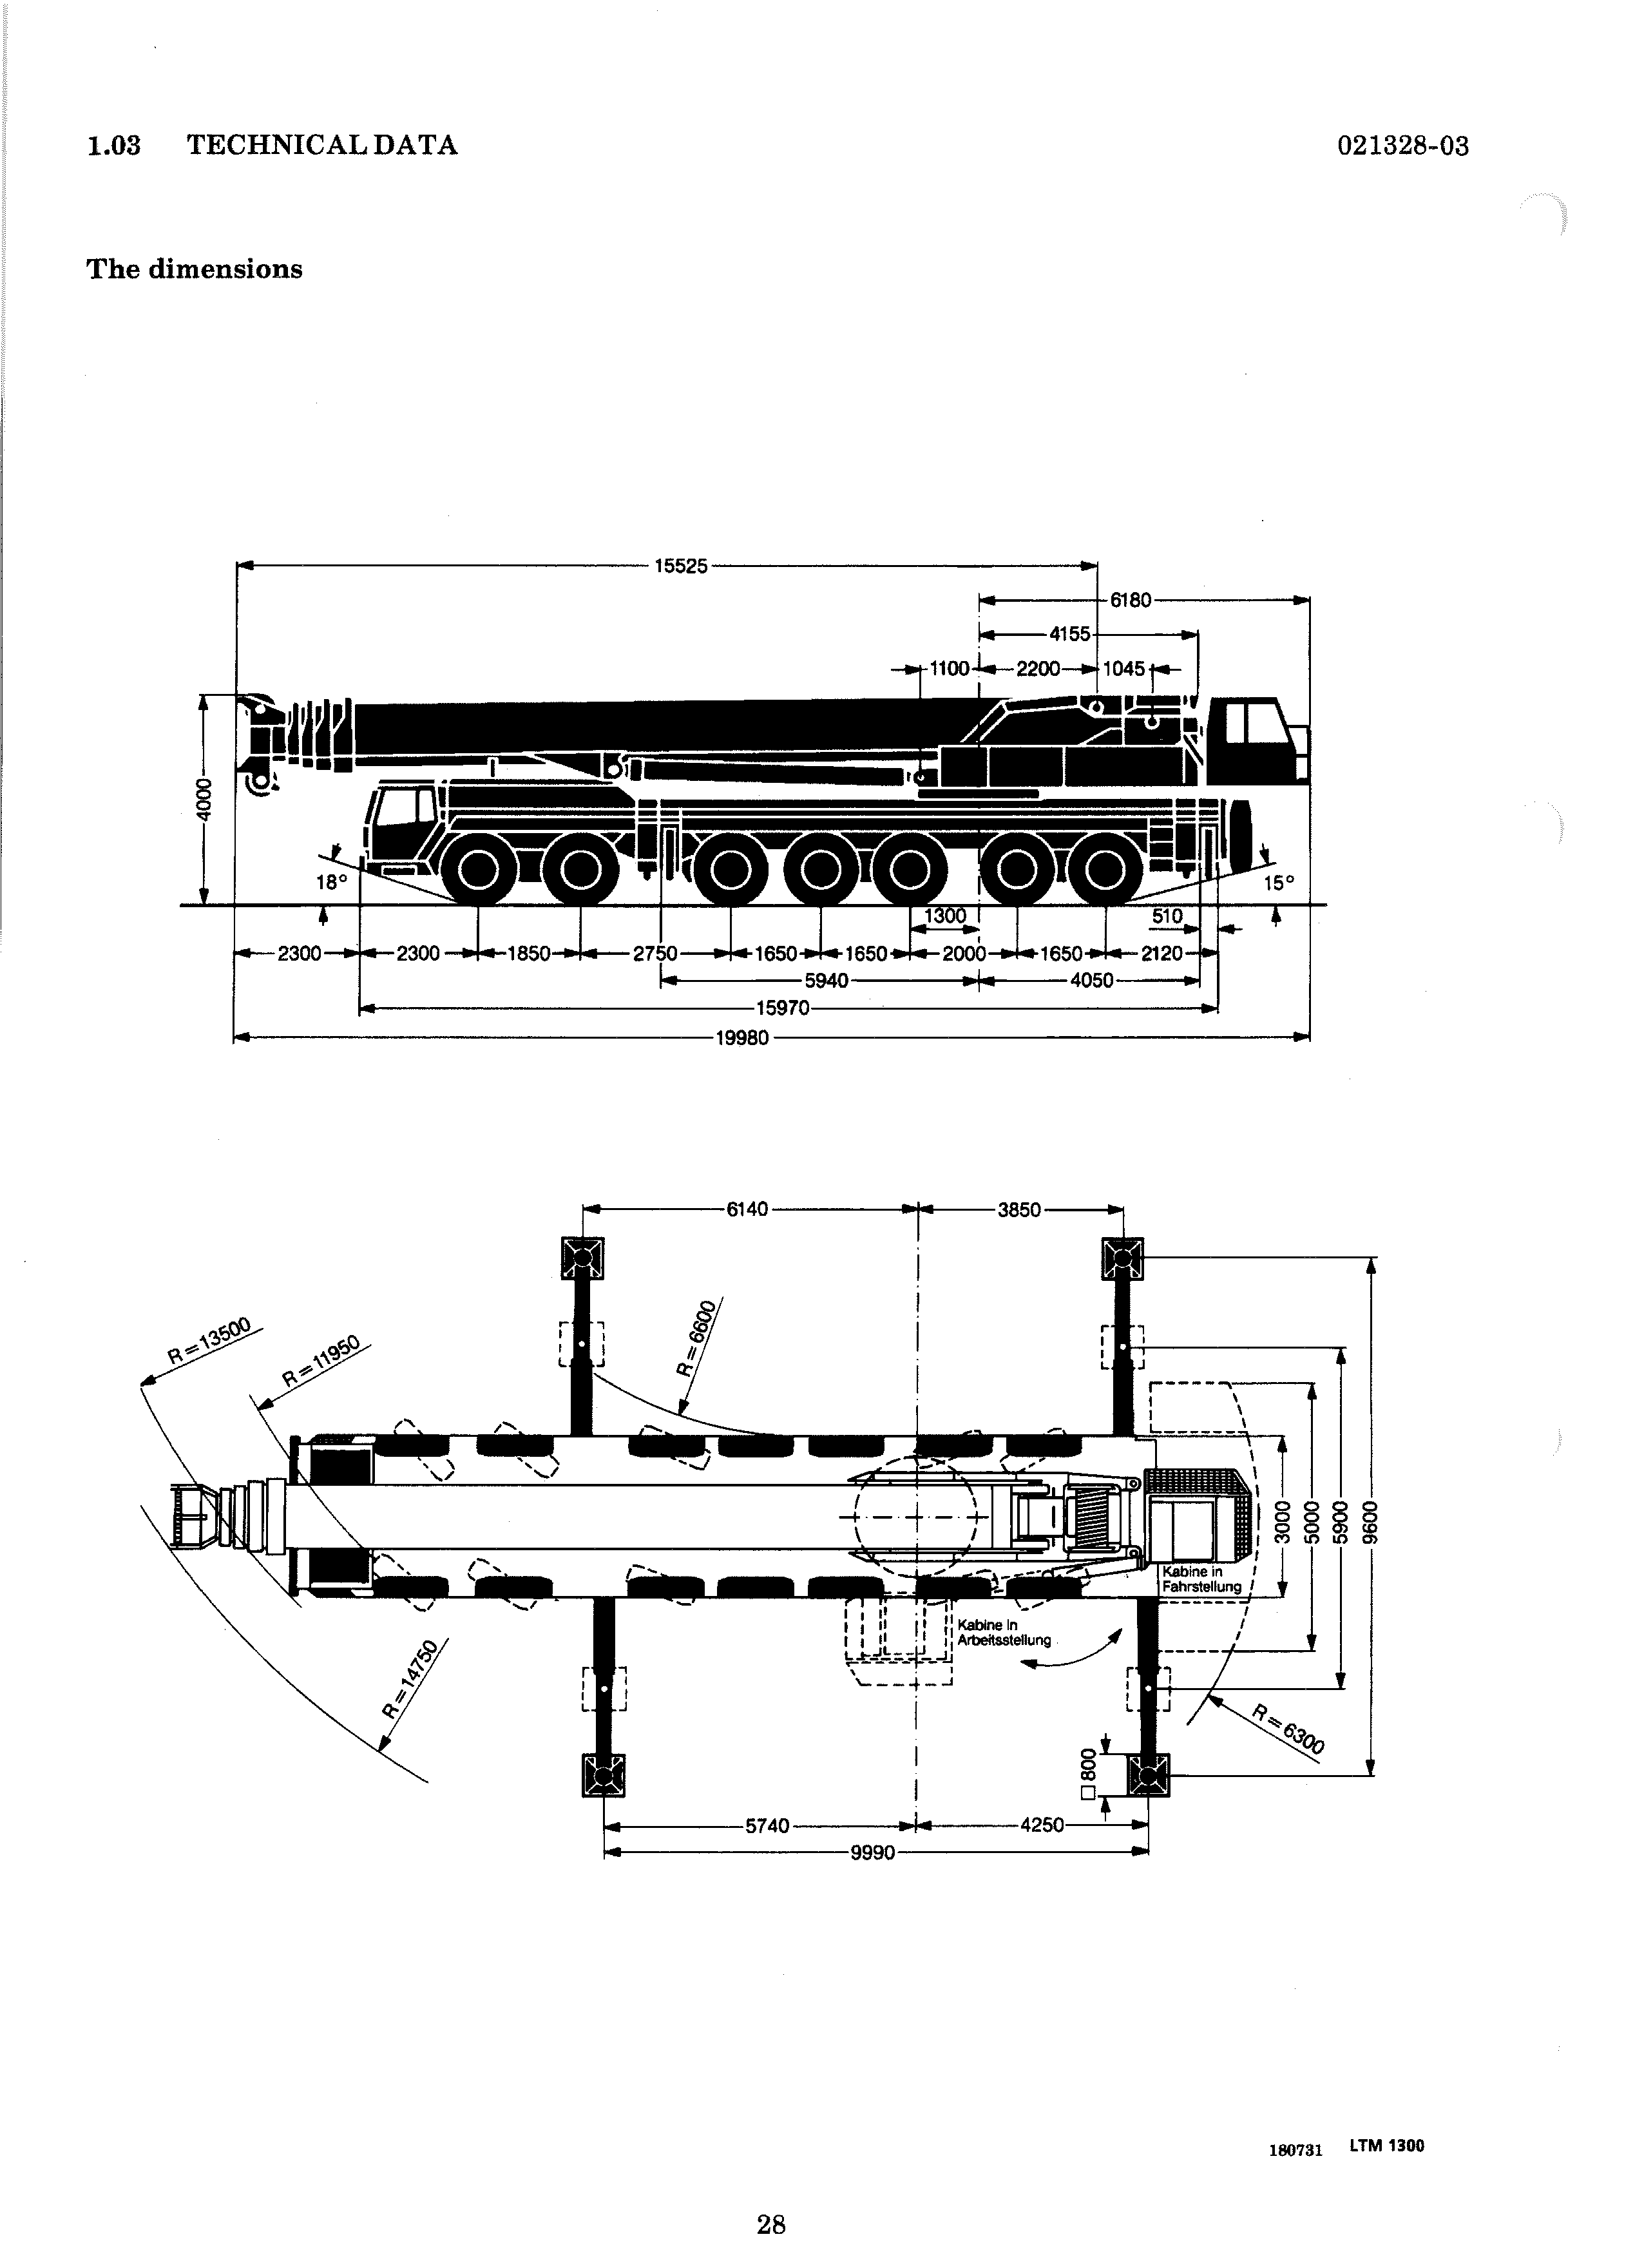 1.03 TECHNICAL DATA 021328-03
The dimensions
15525
6180
4155
1100 2200 1045
4000
18° 15°
1300 510
2300 2300 1850 2750 1650 1650 2000 1650 2120
5940 4050
15970
19980
6140 3850
R=13500
R=11950
R=6600
3000
5000
5900
9600
Kabine in
Fahrstellung
Kabine in
Arbeitsstellung
R=14750
R=6300
□800
5740 4250
9990
180731 LTM 1300
28